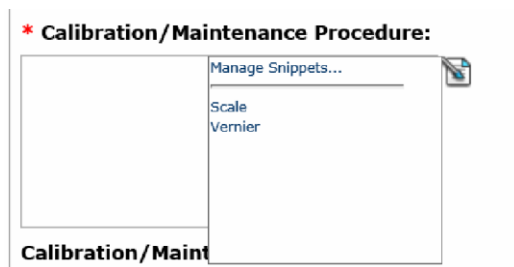 * Calibration/Maintenance Procedure:
Manage Snippets...
Scale
Vernier
Calibration/Maint